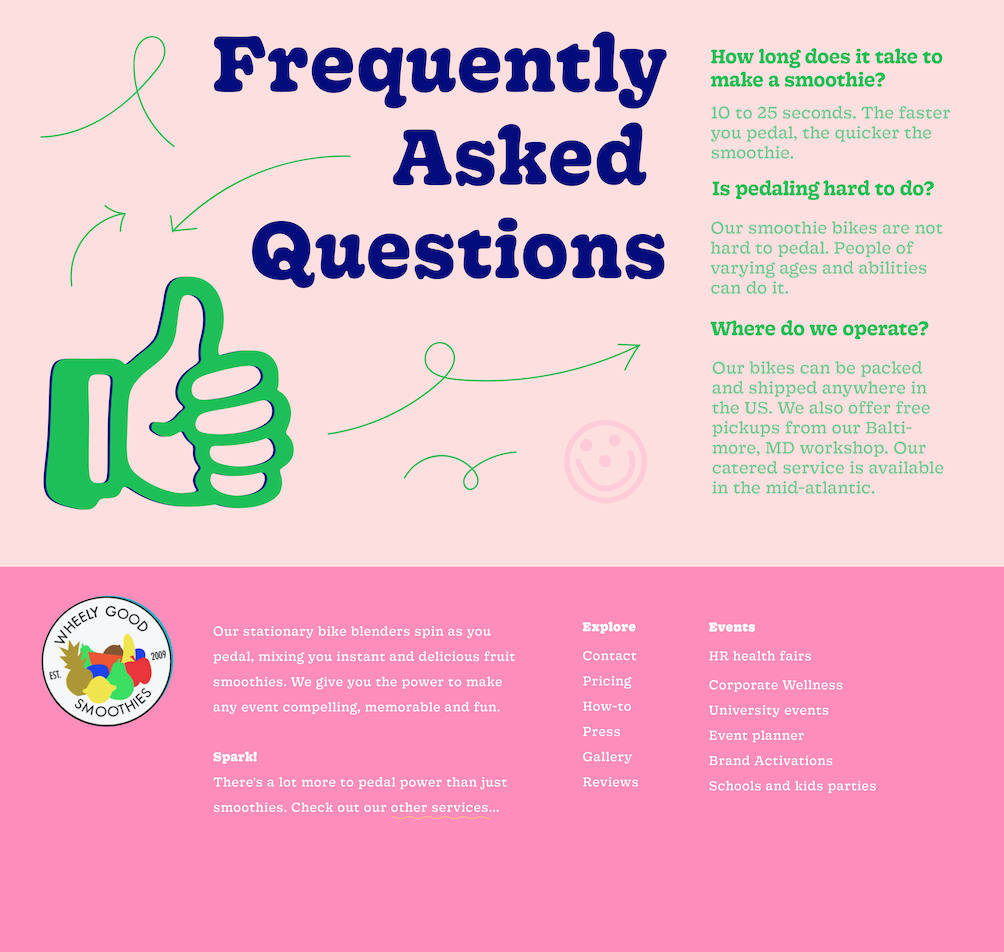 Frequently
Asked
Questions
How long does it take to
make a smoothie?
10 to 25 seconds. The faster
you pedal, the quicker the
smoothie.
Is pedaling hard to do?
Our smoothie bikes are not
hard to pedal. People of
varying ages and abilities
can do it.
Where do we operate?
Our bikes can be packed
and shipped anywhere in
the US. We also offer free
pickups from our Balti-
more, MD workshop. Our
catered service is available
in the mid-atlantic.
WHEELY GOOD
EST. 2009
SMOOTHIES
Our stationary bike blenders spin as you
pedal, mixing you instant and delicious fruit
smoothies. We give you the power to make
any event compelling, memorable and fun.
Spark!
There's a lot more to pedal power than just
smoothies. Check out our other services...
Explore
Contact
Pricing
How-to
Press
Gallery
Reviews
Events
HR health fairs
Corporate Wellness
University events
Event planner
Brand Activations
Schools and kids parties